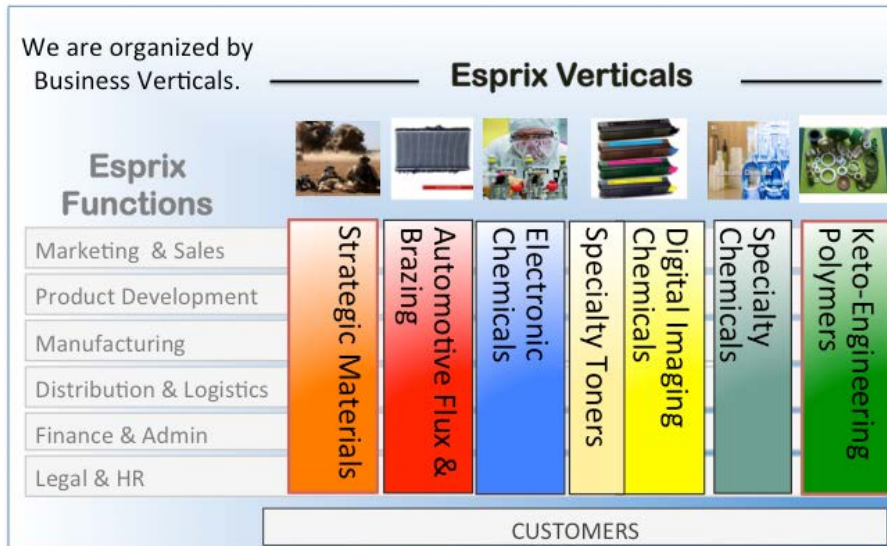 We are organized by
Business Verticals.
Esprix Verticals
Esprix
Functions
Marketing & Sales
Product Development
Manufacturing
Distribution & Logistics
Finance & Admin
Legal & HR
Strategic Materials
Automotive Flux &
Brazing
Electronic
Chemicals
Specialty Toners
Digital Imaging
Chemicals
Specialty
Chemicals
Keto-Engineering
Polymers
CUSTOMERS